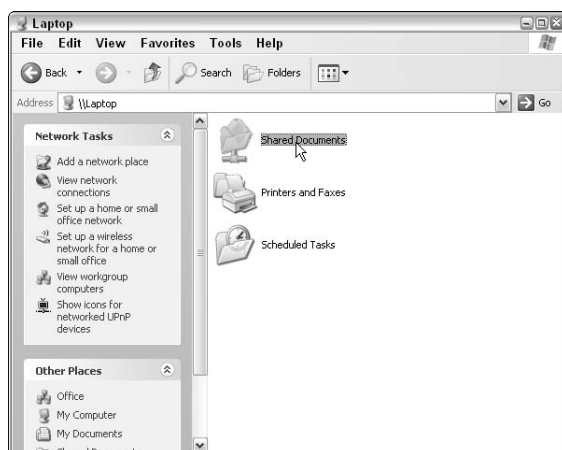 Laptop
File Edit View Favorites Tools Help
Back Search Folders
Address \\Laptop Go
Network Tasks
Add a network place
View network
connections
Set up a home or small
office network
Set up a wireless
network for a home or
small office
View workgroup
computers
Show icons for
networked UPnP
devices
Other Places
Office
My Computer
My Documents
Shared Documents
Printers and Faxes
Scheduled Tasks